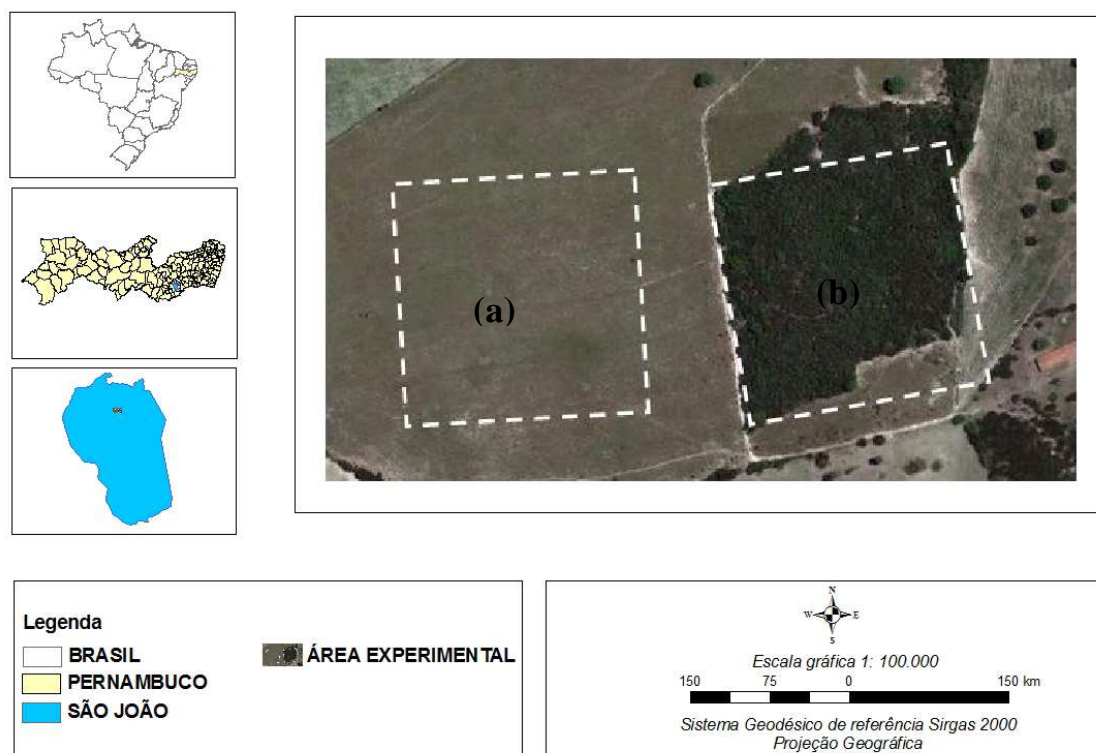 (a)
(b)
Legenda
BRASIL
PERNAMBUCO
SÃO JOÃO
ÁREA EXPERIMENTAL
N
W E
S
Escala gráfica 1: 100.000
150 75 0 150 km
Sistema Geodésico de referência Sirgas 2000
Projeção Geográfica